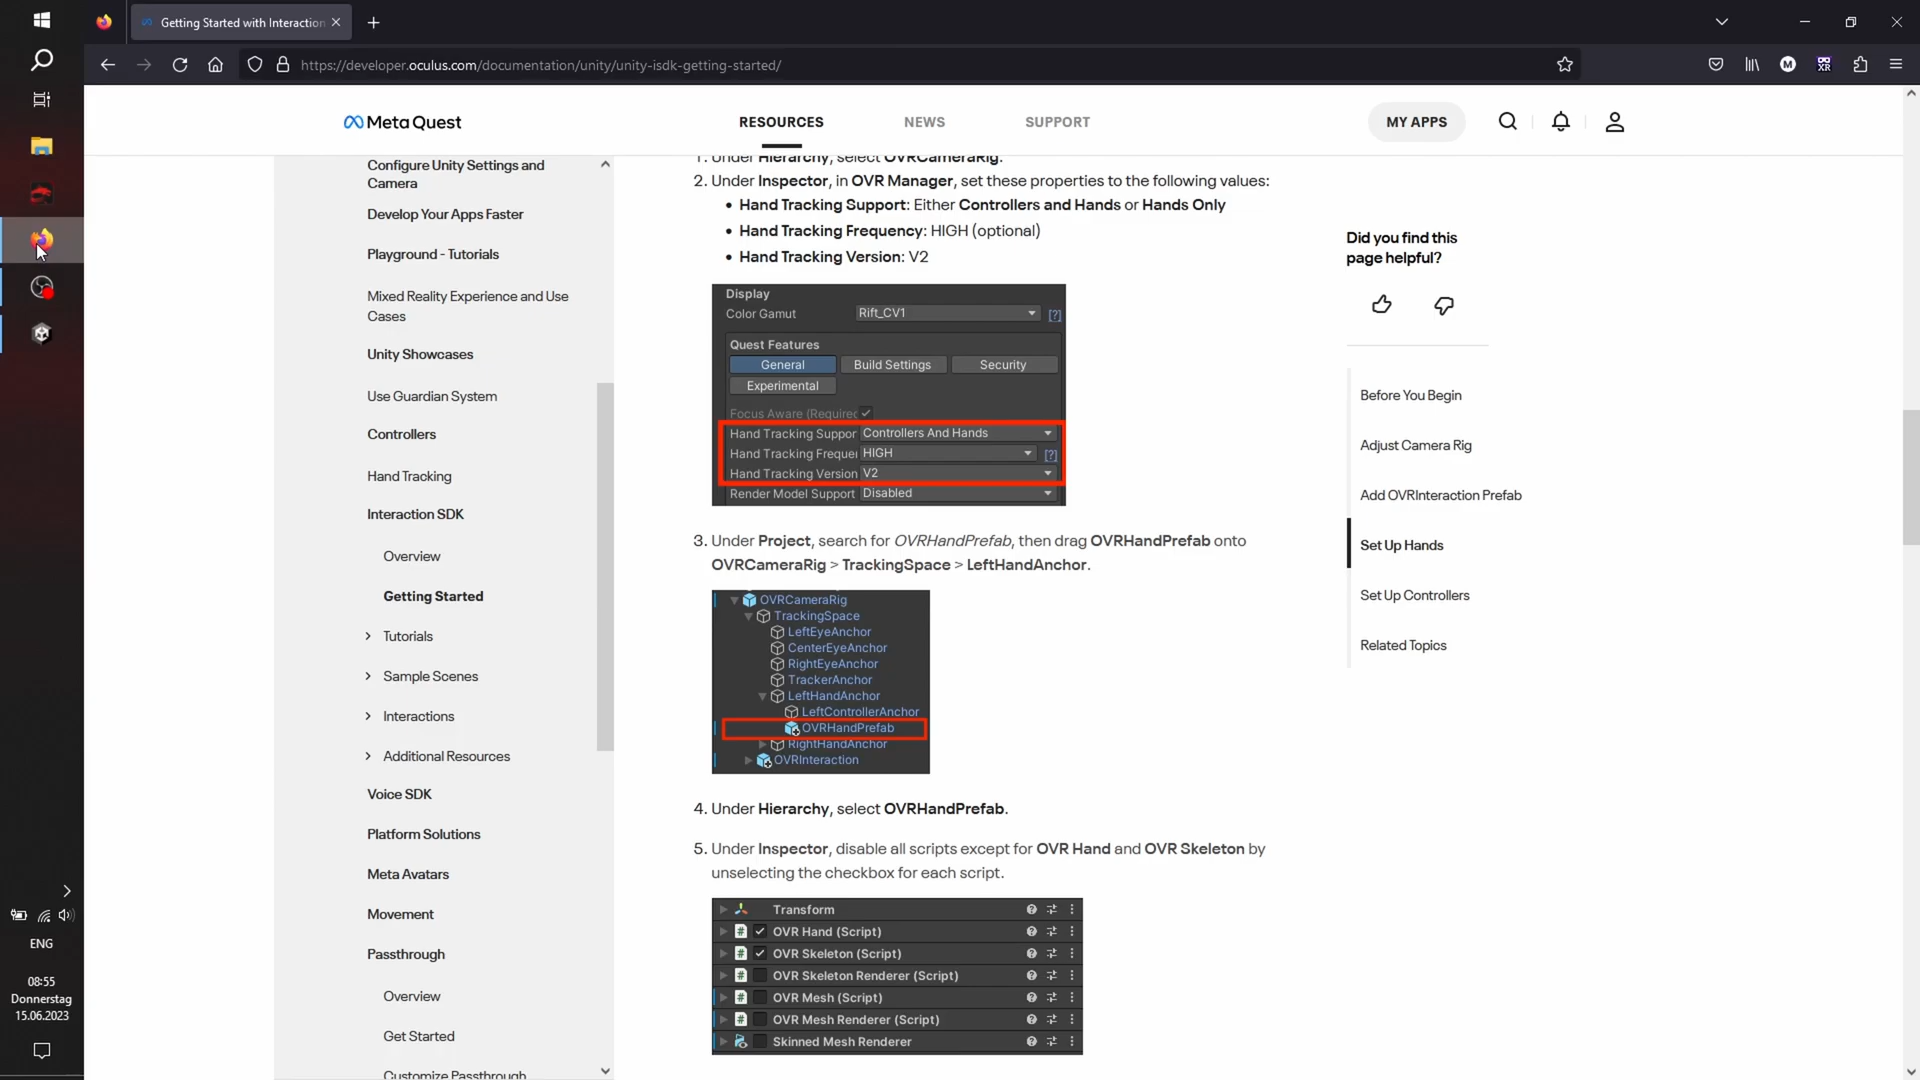 Getting Started with Interaction
https://developer.oculus.com/documentation/unity/unity-isdk-getting-started/
M
XR
Meta Quest
RESOURCES
NEWS
SUPPORT
MY APPS
Configure Unity Settings and
Camera
Develop Your Apps Faster
Playground - Tutorials
Mixed Reality Experience and Use
Cases
Unity Showcases
Use Guardian System
Controllers
Hand Tracking
Interaction SDK
Overview
Getting Started
Tutorials
Sample Scenes
Interactions
Additional Resources
Voice SDK
Platform Solutions
Meta Avatars
Movement
Passthrough
Overview
Get Started
Customize Passthrough
1. Under Hierarchy, select OVRCameraRig.
2. Under Inspector, in OVR Manager, set these properties to the following values:
• Hand Tracking Support: Either Controllers and Hands or Hands Only
• Hand Tracking Frequency: HIGH (optional)
• Hand Tracking Version: V2
Display
Color Gamut Rift_CV1 [?]
Quest Features
General Build Settings Security
Experimental
Focus Aware (Required
Hand Tracking Suppor Controllers And Hands
Hand Tracking Freque HIGH [?]
Hand Tracking Version V2
Render Model Support Disabled
3. Under Project, search for OVRHandPrefab, then drag OVRHandPrefab onto
OVRCameraRig > TrackingSpace > LeftHandAnchor.
OVRCameraRig
TrackingSpace
LeftEyeAnchor
CenterEyeAnchor
RightEyeAnchor
TrackerAnchor
LeftHandAnchor
LeftControllerAnchor
OVRHandPrefab
RightHandAnchor
OVRInteraction
4. Under Hierarchy, select OVRHandPrefab.
5. Under Inspector, disable all scripts except for OVR Hand and OVR Skeleton by
unselecting the checkbox for each script.
Transform
# OVR Hand (Script)
# OVR Skeleton (Script)
# OVR Skeleton Renderer (Script)
# OVR Mesh (Script)
# OVR Mesh Renderer (Script)
Skinned Mesh Renderer
Did you find this
page helpful?
Before You Begin
Adjust Camera Rig
Add OVRInteraction Prefab
Set Up Hands
Set Up Controllers
Related Topics
ENG
08:55
Donnerstag
15.06.2023